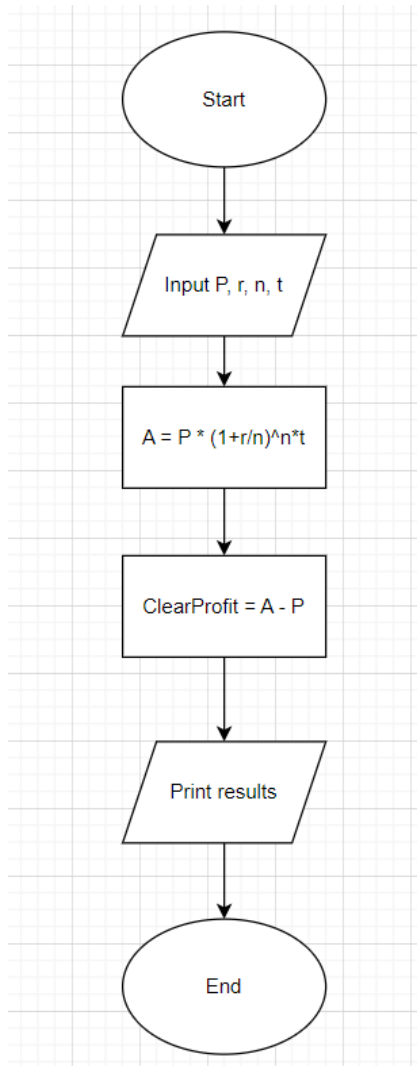 Start
Input P, r, n, t
A = P * (1+r/n)^n*t
ClearProfit = A - P
Print results
End